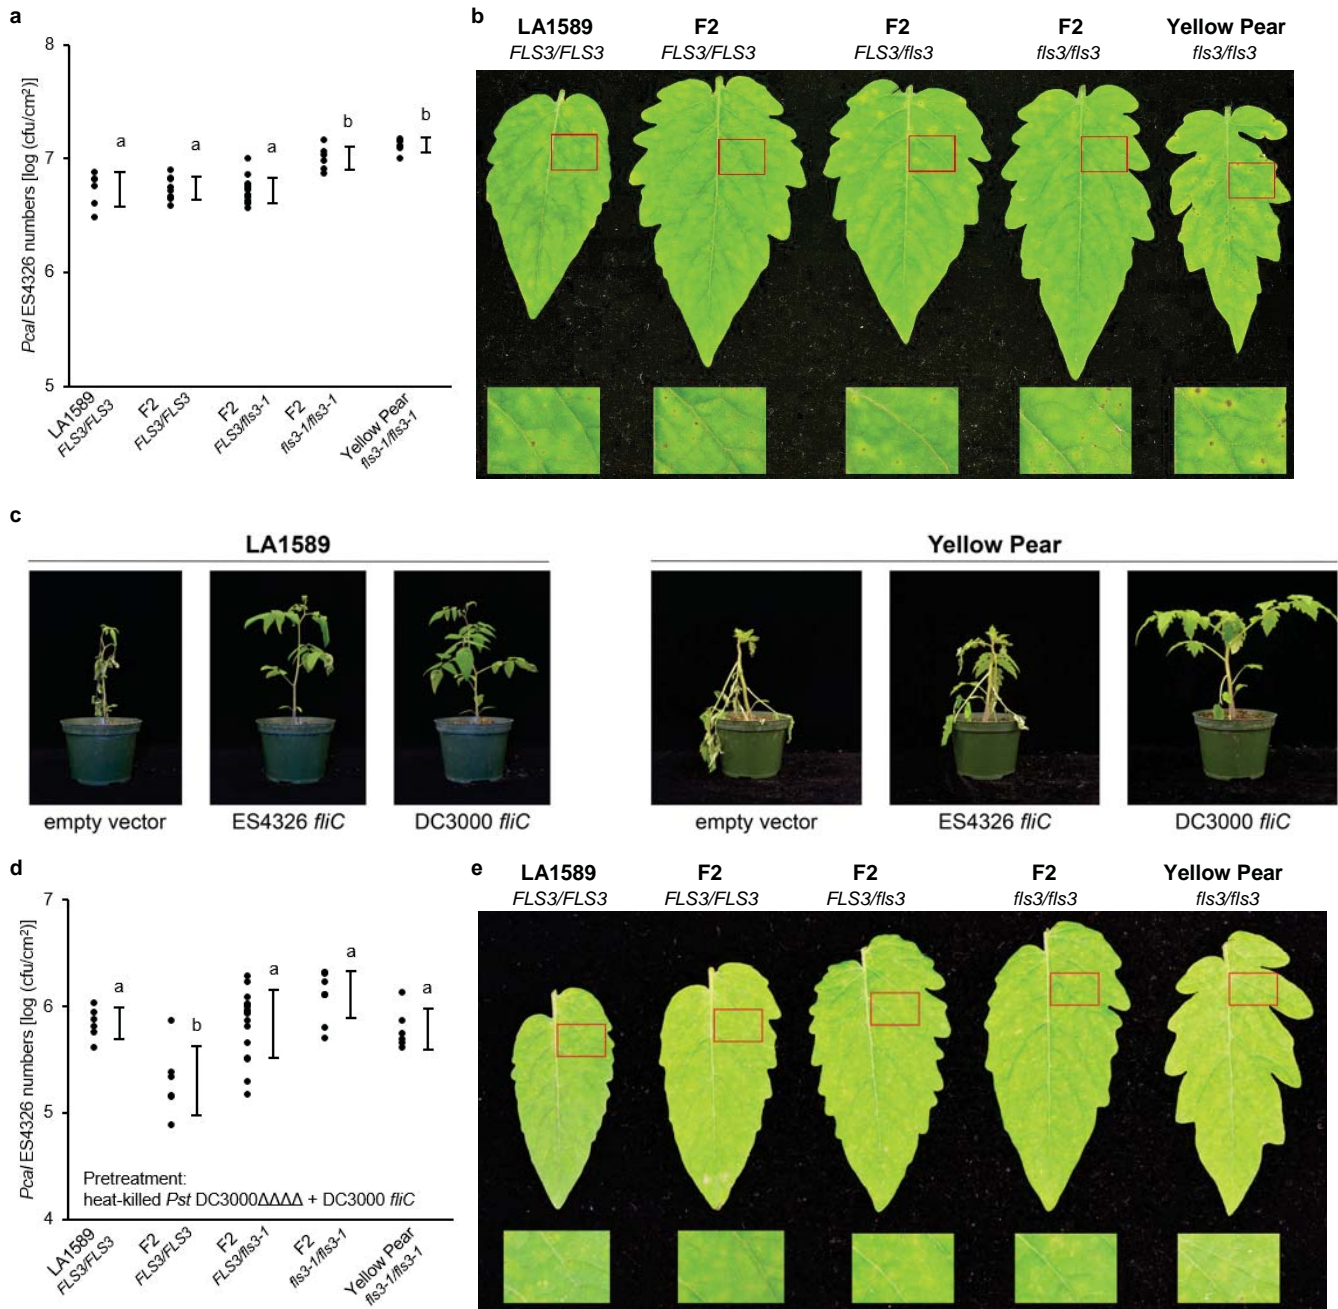 a
8
7
6
5
Pcal ES4326 numbers [log (cfu/cm²)]
a
a
a
b
b
LA1589
FLS3/FLS3
F2
FLS3/FLS3
F2
FLS3/fls3-1
F2
fls3-1/fls3-1
Yellow Pear
fls3-1/fls3-1
b
LA1589
FLS3/FLS3
F2
FLS3/FLS3
F2
FLS3/fls3
F2
fls3/fls3
Yellow Pear
fls3/fls3
c
LA1589
Yellow Pear
empty vector
ES4326 fliC
DC3000 fliC
empty vector
ES4326 fliC
DC3000 fliC
d
7
6
5
4
Pcal ES4326 numbers [log (cfu/cm²)]
a
b
a
a
a
Pretreatment:
heat-killed Pst DC3000ΔΔΔΔ + DC3000 fliC
LA1589
FLS3/FLS3
F2
FLS3/FLS3
F2
FLS3/fls3-1
F2
fls3-1/fls3-1
Yellow Pear
fls3-1/fls3-1
e
LA1589
FLS3/FLS3
F2
FLS3/FLS3
F2
FLS3/fls3
F2
fls3/fls3
Yellow Pear
fls3/fls3